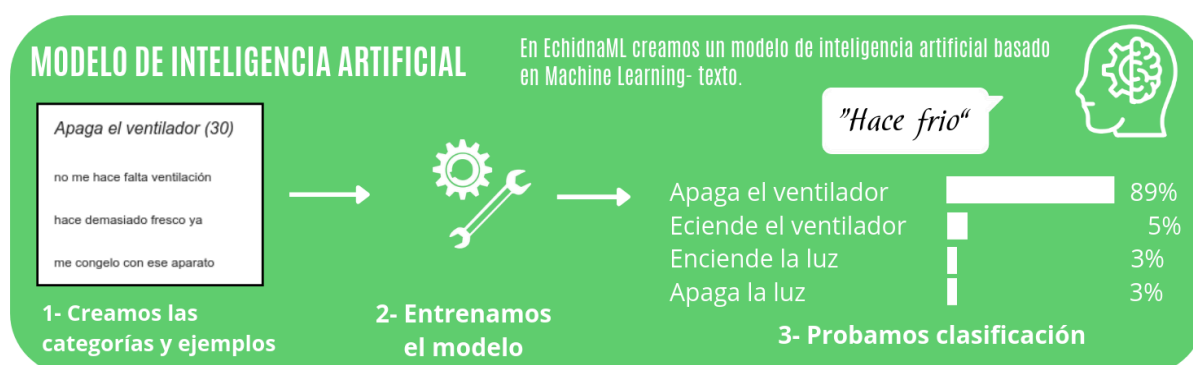 MODELO DE INTELIGENCIA ARTIFICIAL
En EchidnaML creamos un modelo de inteligencia artificial basado
en Machine Learning- texto.
Apaga el ventilador (30)
no me hace falta ventilación
hace demasiado fresco ya
me congelo con ese aparato
1- Creamos las
categorías y ejemplos
2- Entrenamos
el modelo
"Hace frio“
Apaga el ventilador 89%
Eciende el ventilador 5%
Enciende la luz 3%
Apaga la luz 3%
3- Probamos clasificación